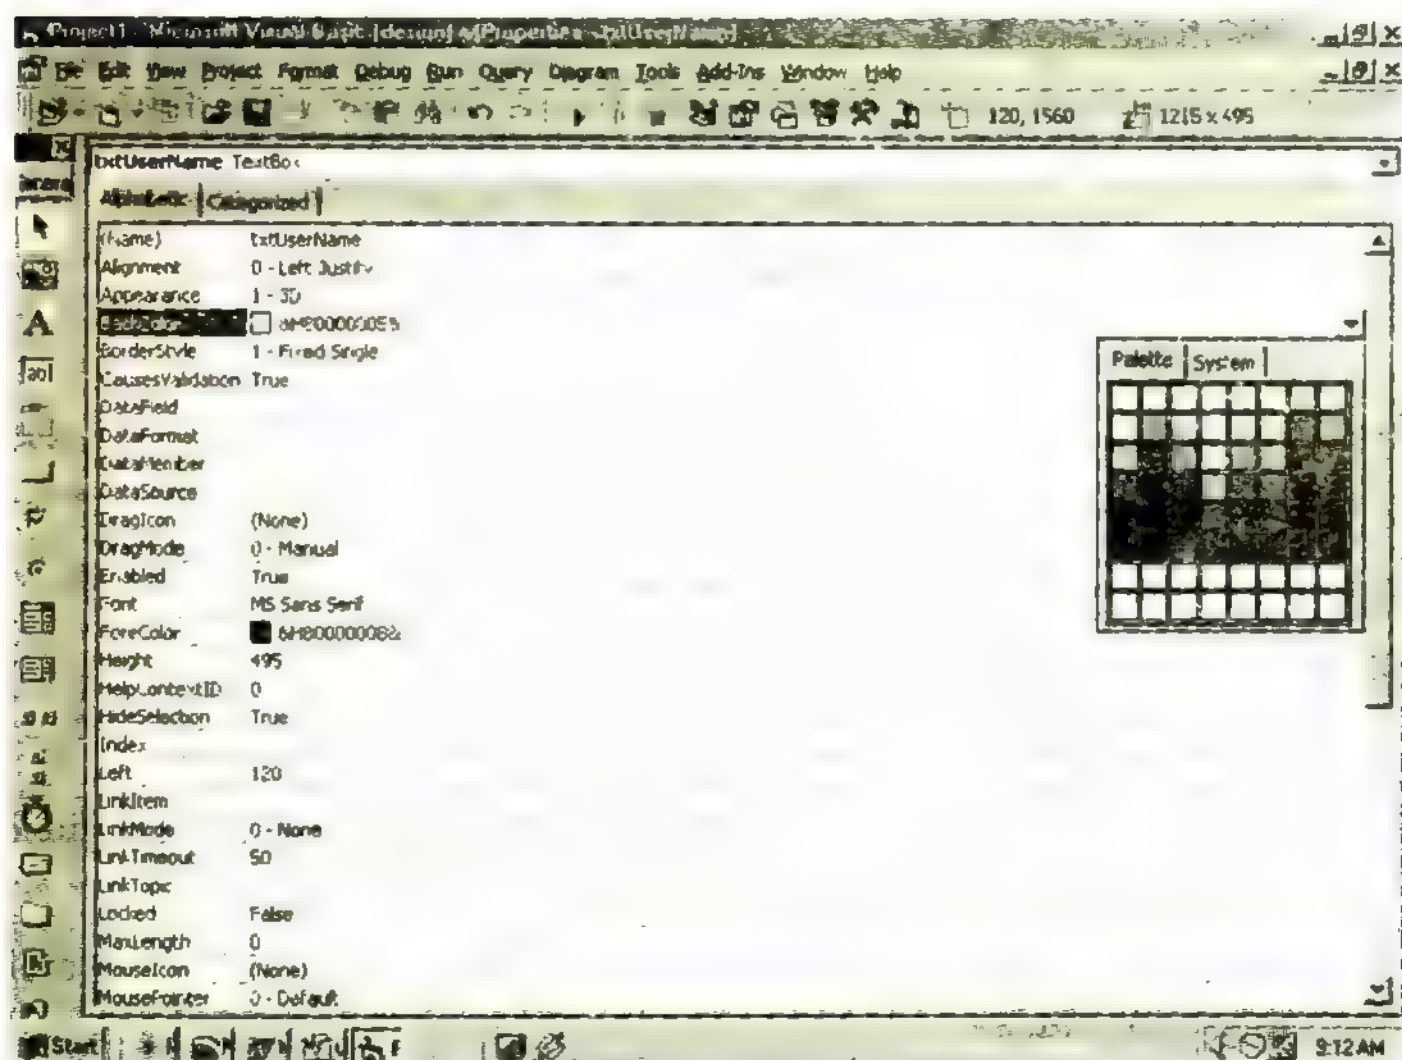 Project1 - Microsoft Visual Basic [design] - [Properties - txtUserName]
File Edit View Project Format Debug Run Query Diagram Tools Add-Ins Window Help
120, 1560 1215 x 495
txtUserName TextBox
General
Alphabetic Categorized
(Name) txtUserName
Alignment 0 - Left Justify
Appearance 1 - 3D
BackColor &H80000005&
BorderStyle 1 - Fixed Single
Palette System
CausesValidation True
DataField
DataFormat
DataMember
DataSource
DragIcon (None)
DragMode 0 - Manual
Enabled True
Font MS Sans Serif
ForeColor &H80000008&
Height 495
HelpContextID 0
HideSelection True
Index
Left 120
LinkItem
LinkMode 0 - None
LinkTimeout 50
LinkTopic
Locked False
MaxLength 0
MouseIcon (None)
MousePointer 0 - Default
Start 9:12 AM